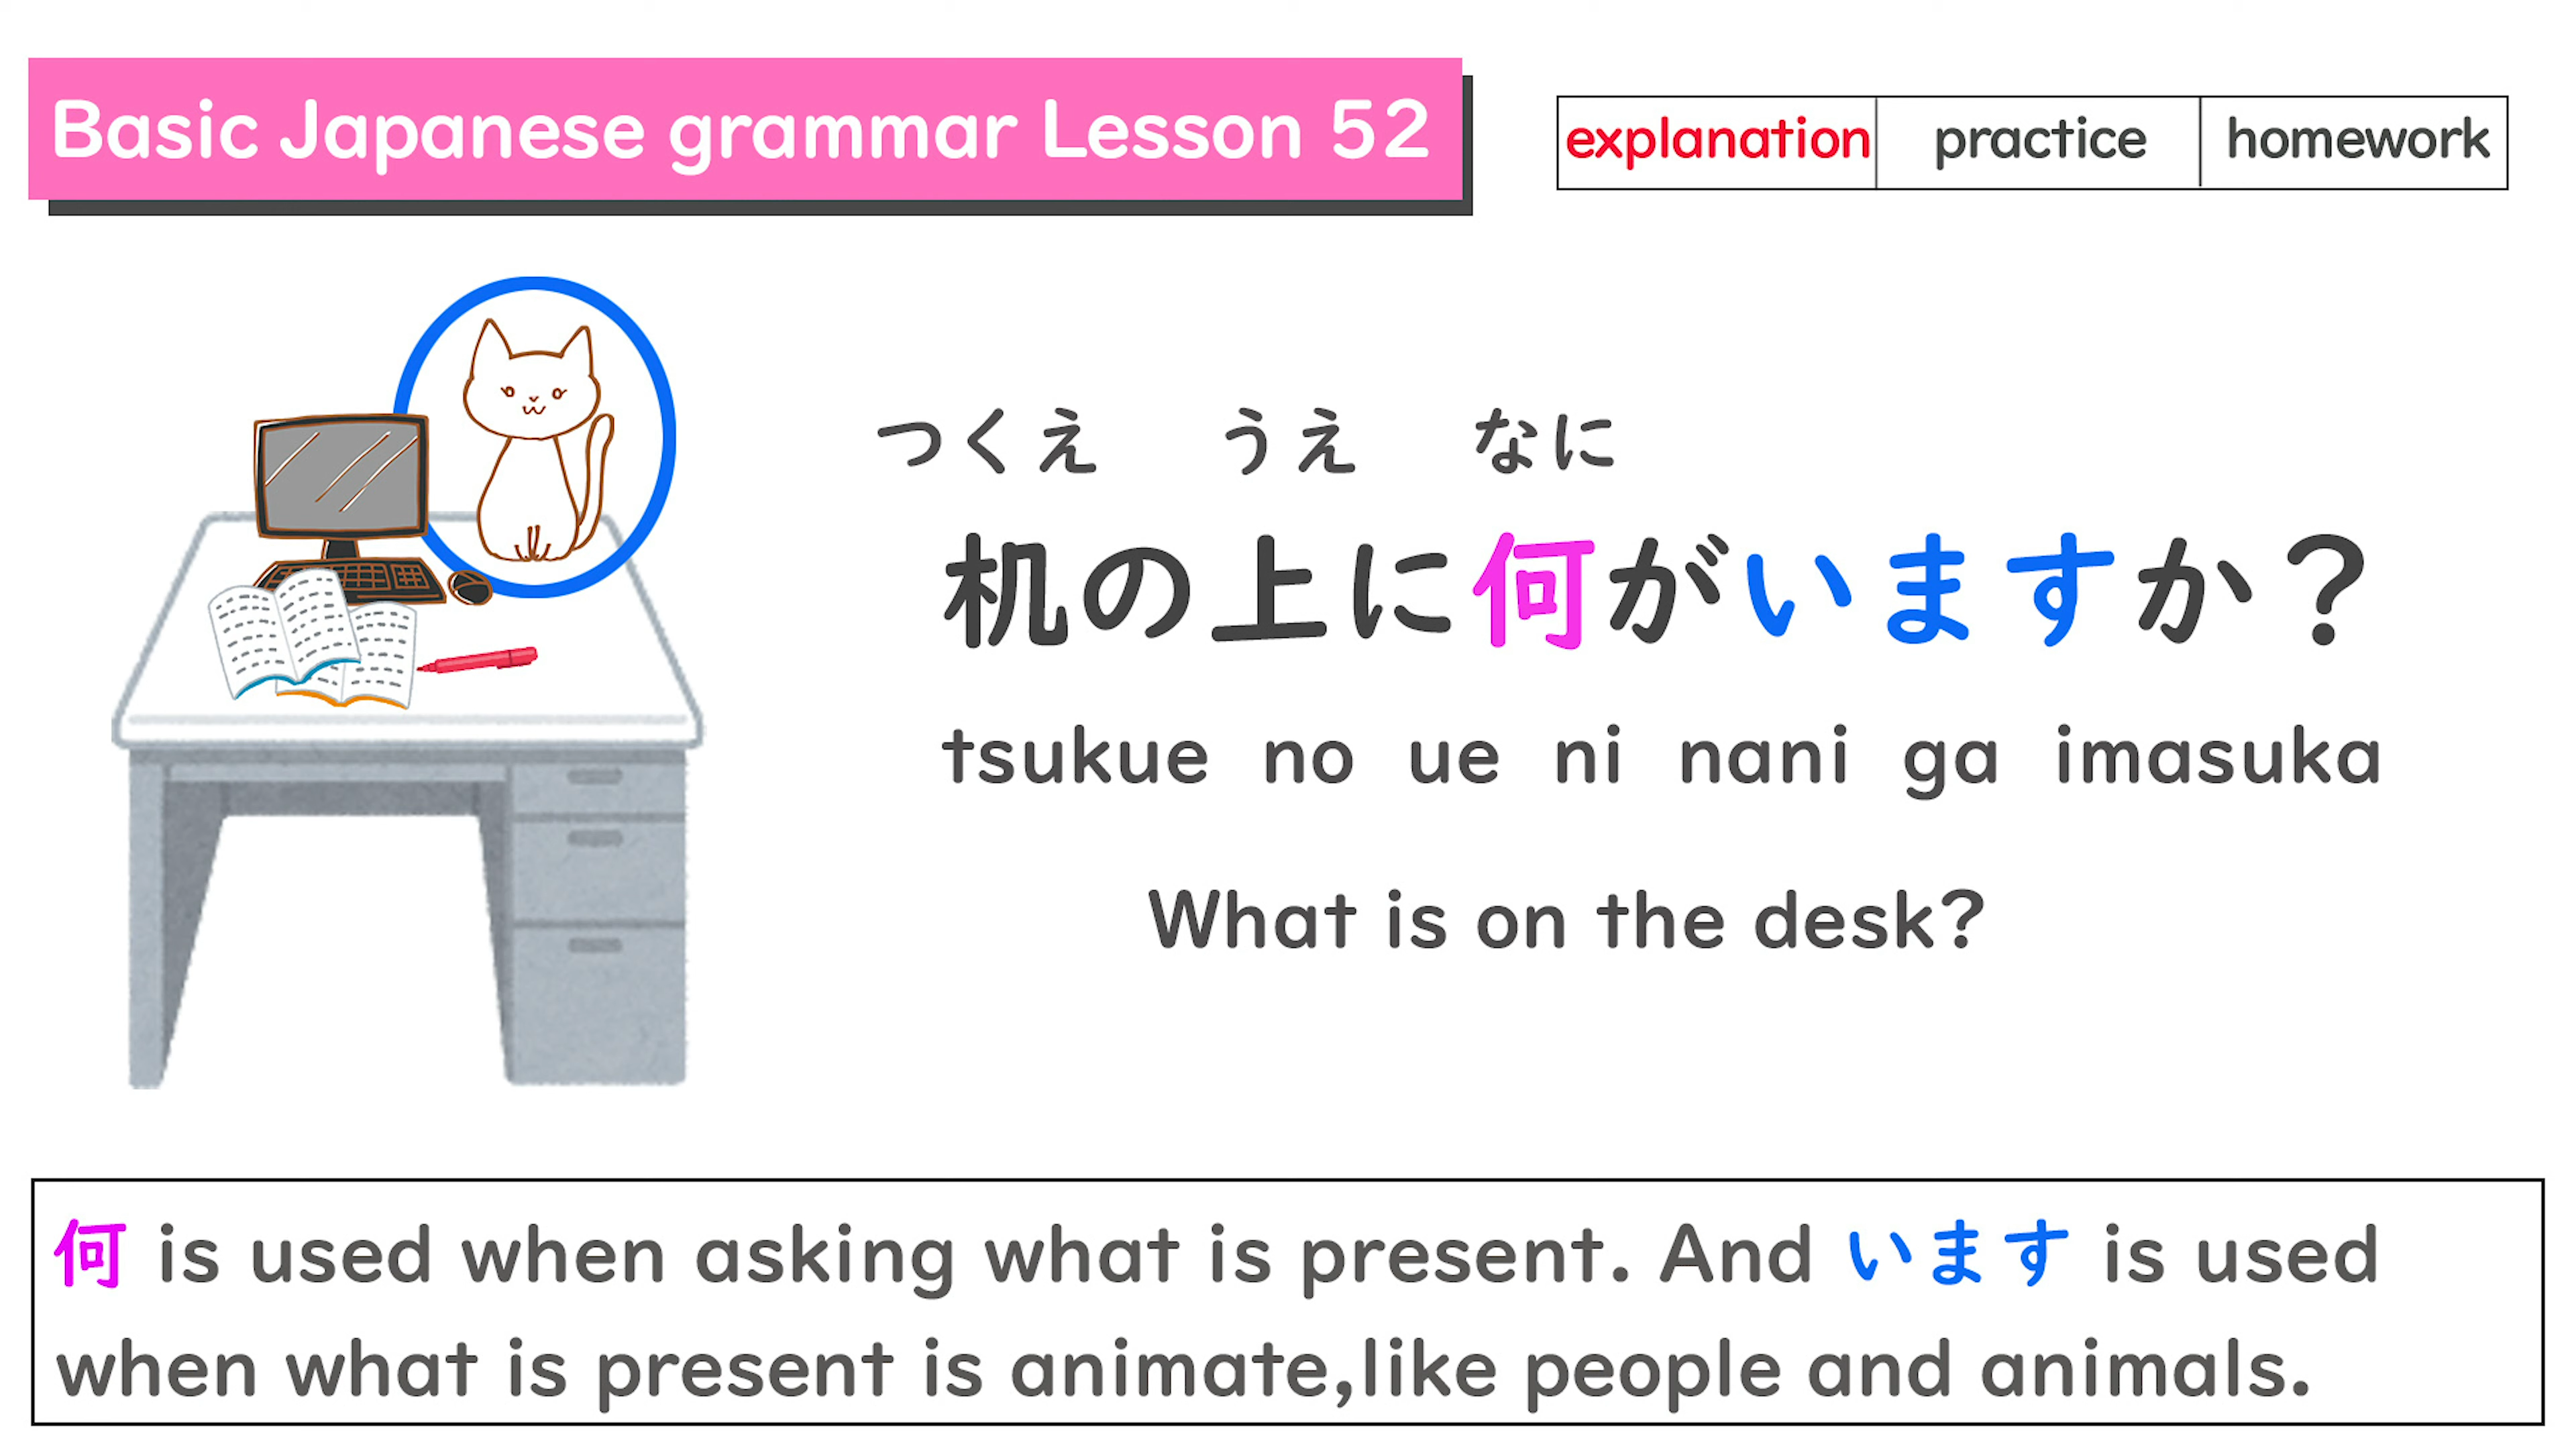 Basic Japanese grammar Lesson 52
explanation practice homework
つくえ うえ なに
机の上に何がいますか？
tsukue no ue ni nani ga imasuka
What is on the desk?
何 is used when asking what is present. And います is used
when what is present is animate,like people and animals.